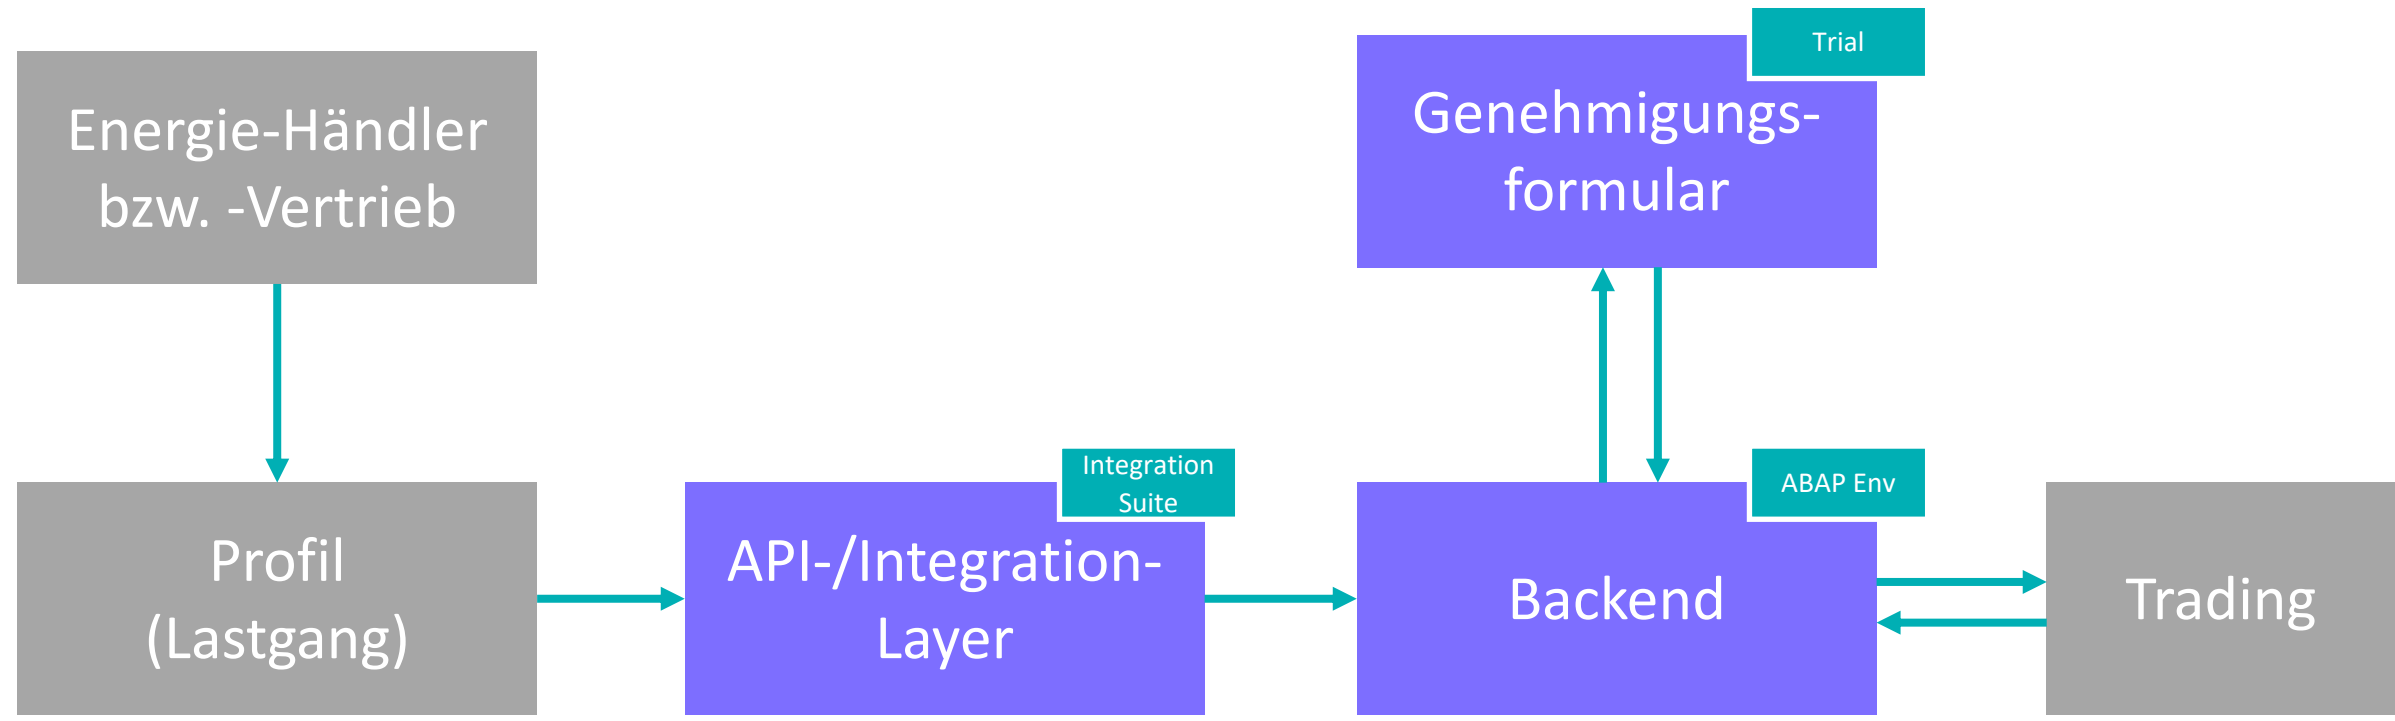 Energie-Händler
bzw. -Vertrieb
Trial
Genehmigungs-
formular
Profil
(Lastgang)
Integration
Suite
API-/Integration-
Layer
ABAP Env
Backend
Trading